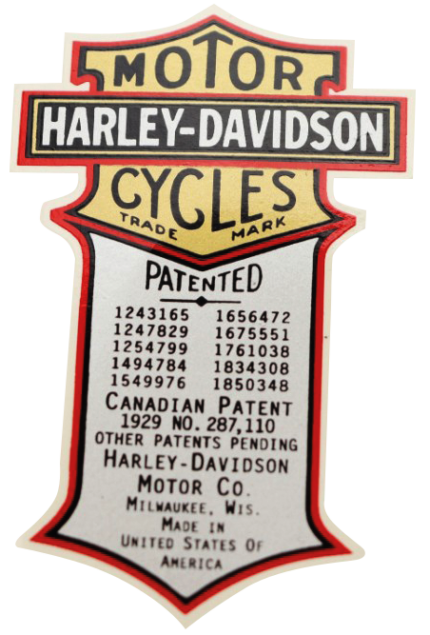 MOTOR
HARLEY-DAVIDSON
CYCLES
TRADE MARK
PATENTED
1243165 1656472
1247829 1675551
1254799 1761038
1494784 1834308
1549976 1850348
CANADIAN PATENT
1929 NO. 287,110
OTHER PATENTS PENDING
HARLEY-DAVIDSON
MOTOR CO.
MILWAUKEE, WIS.
MADE IN
UNITED STATES OF
AMERICA